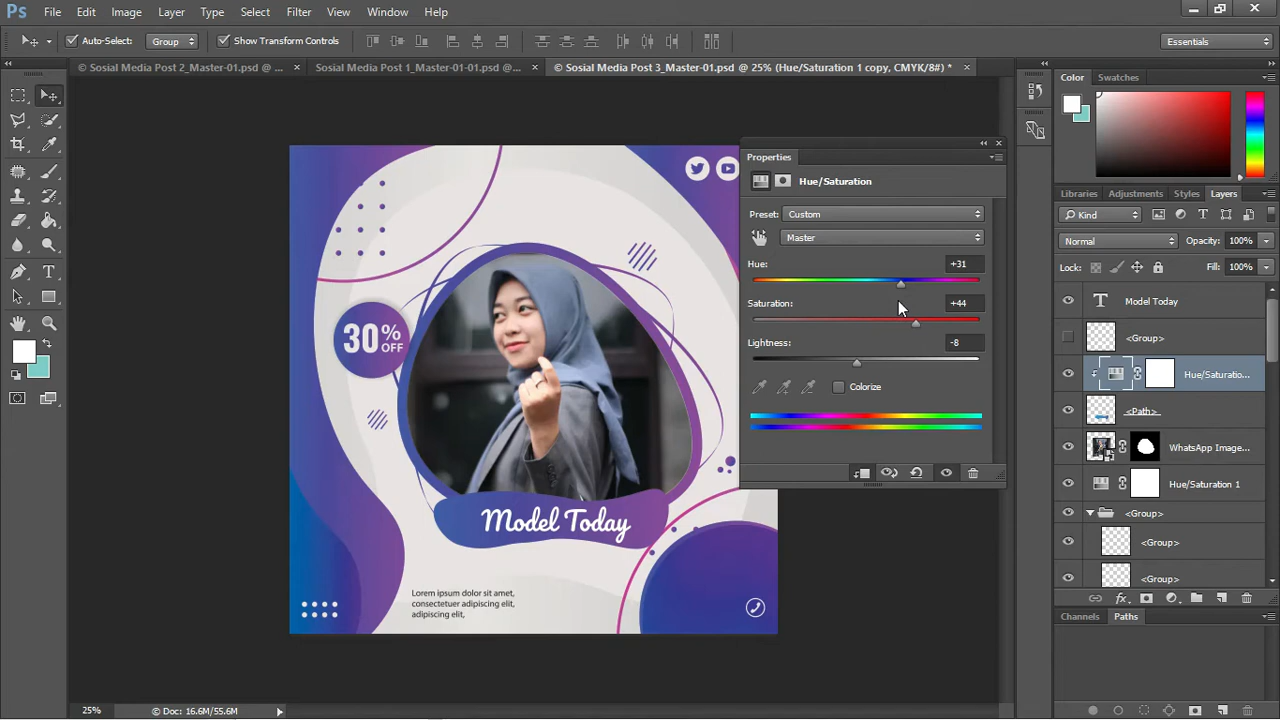 Ps File Edit Image Layer Type Select Filter View Window Help
Auto-Select: Group Show Transform Controls Essentials
© Sosial Media Post 2_Master-01.psd @ ... × Sosial Media Post 1_Master-01-01.psd @... × © Sosial Media Post 3_Master-01.psd @ 25% (Hue/Saturation 1 copy, CMYK/8#) * ×
30% OFF
Model Today
Lorem ipsum dolor sit amet,
consectetuer adipiscing elit,
adipiscing elit,
Properties
Hue/Saturation
Preset: Custom
Master
Hue: +31
Saturation: +44
Lightness: -8
Colorize
Color Swatches
Libraries Adjustments Styles Layers
Kind
Normal Opacity: 100%
Lock: Fill: 100%
T Model Today
<Group>
Hue/Saturatio...
<Path>
WhatsApp Image...
Hue/Saturation 1
<Group>
<Group>
<Group>
fx
Channels Paths
25% © Doc: 16.6M/55.6M